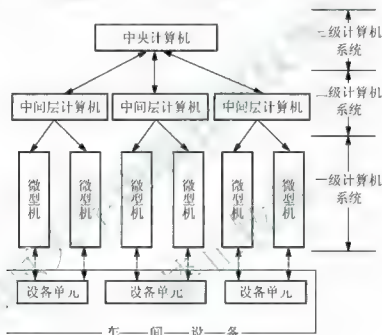 中央计算机
三级计算机
系统
中间层计算机 中间层计算机 中间层计算机
二级计算机
系统
微型机 微型机 微型机 微型机 微型机 微型机
一级计算机
系统
设备单元 设备单元 设备单元
车间设备